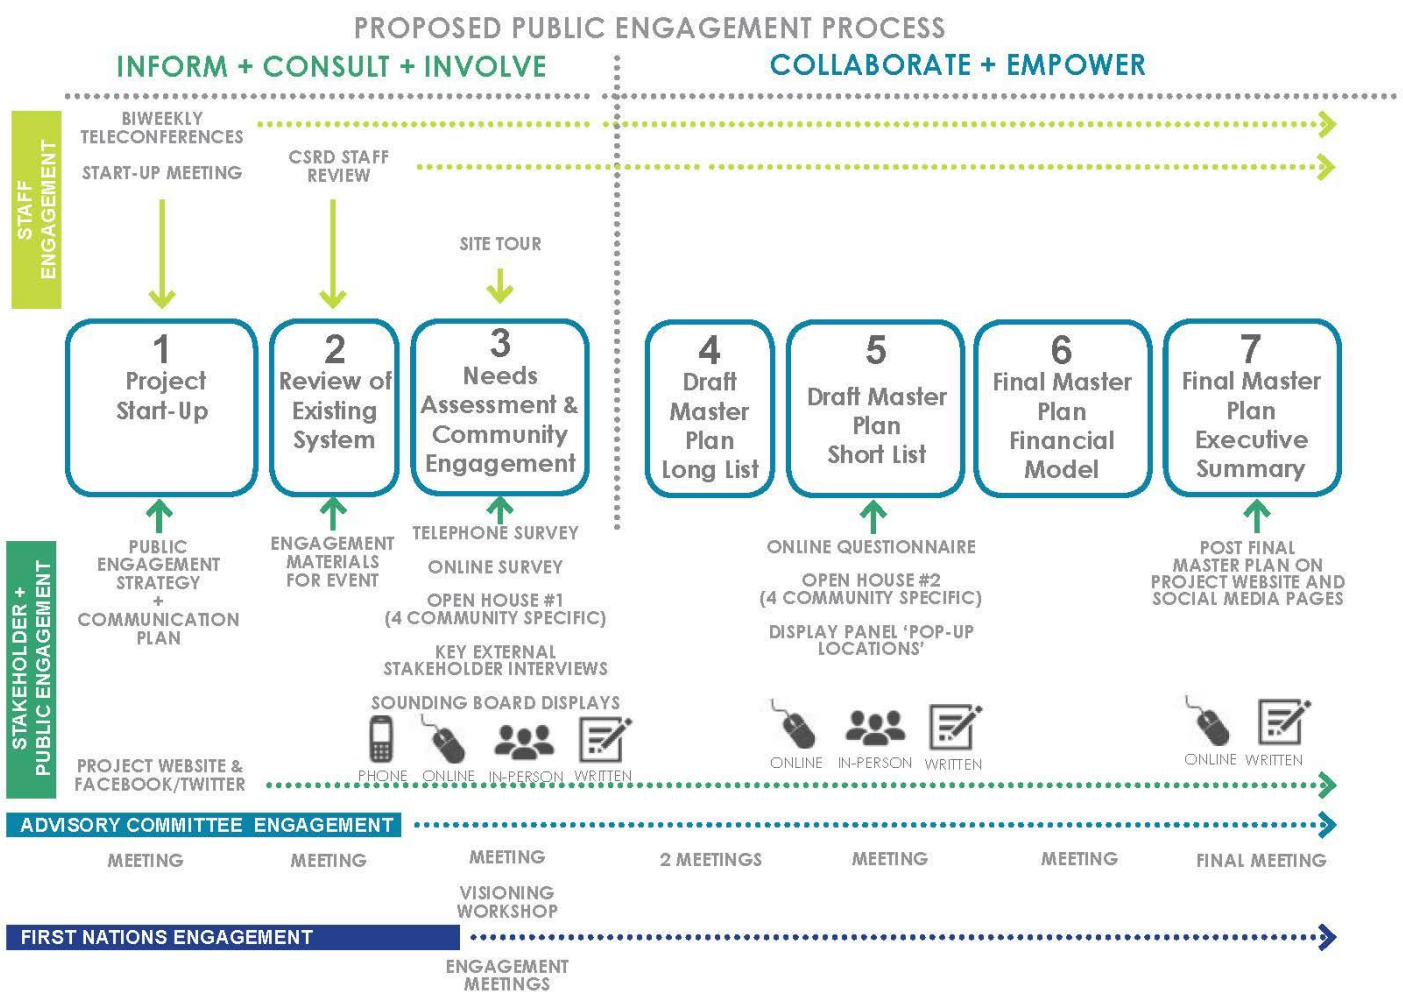 PROPOSED PUBLIC ENGAGEMENT PROCESS
INFORM + CONSULT + INVOLVE
COLLABORATE + EMPOWER
STAFF
ENGAGEMENT
BIWEEKLY
TELECONFERENCES
START-UP MEETING
CSRD STAFF
REVIEW
SITE TOUR
1
Project
Start-Up
2
Review of
Existing
System
3
Needs
Assessment &
Community
Engagement
4
Draft
Master
Plan
Long List
5
Draft Master
Plan
Short List
6
Final Master
Plan
Financial
Model
7
Final Master
Plan
Executive
Summary
STAKEHOLDER +
PUBLIC ENGAGEMENT
PUBLIC
ENGAGEMENT
STRATEGY
+
COMMUNICATION
PLAN
ENGAGEMENT
MATERIALS
FOR EVENT
TELEPHONE SURVEY
ONLINE SURVEY
OPEN HOUSE #1
(4 COMMUNITY SPECIFIC)
KEY EXTERNAL
STAKEHOLDER INTERVIEWS
SOUNDING BOARD DISPLAYS
PHONE
ONLINE
IN-PERSON
WRITTEN
ONLINE QUESTIONNAIRE
OPEN HOUSE #2
(4 COMMUNITY SPECIFIC)
DISPLAY PANEL ‘POP-UP
LOCATIONS’
ONLINE
IN-PERSON
WRITTEN
POST FINAL
MASTER PLAN ON
PROJECT WEBSITE AND
SOCIAL MEDIA PAGES
ONLINE
WRITTEN
PROJECT WEBSITE &
FACEBOOK/TWITTER
ADVISORY COMMITTEE ENGAGEMENT
MEETING
MEETING
MEETING
VISIONING
WORKSHOP
2 MEETINGS
MEETING
MEETING
FINAL MEETING
FIRST NATIONS ENGAGEMENT
ENGAGEMENT
MEETINGS